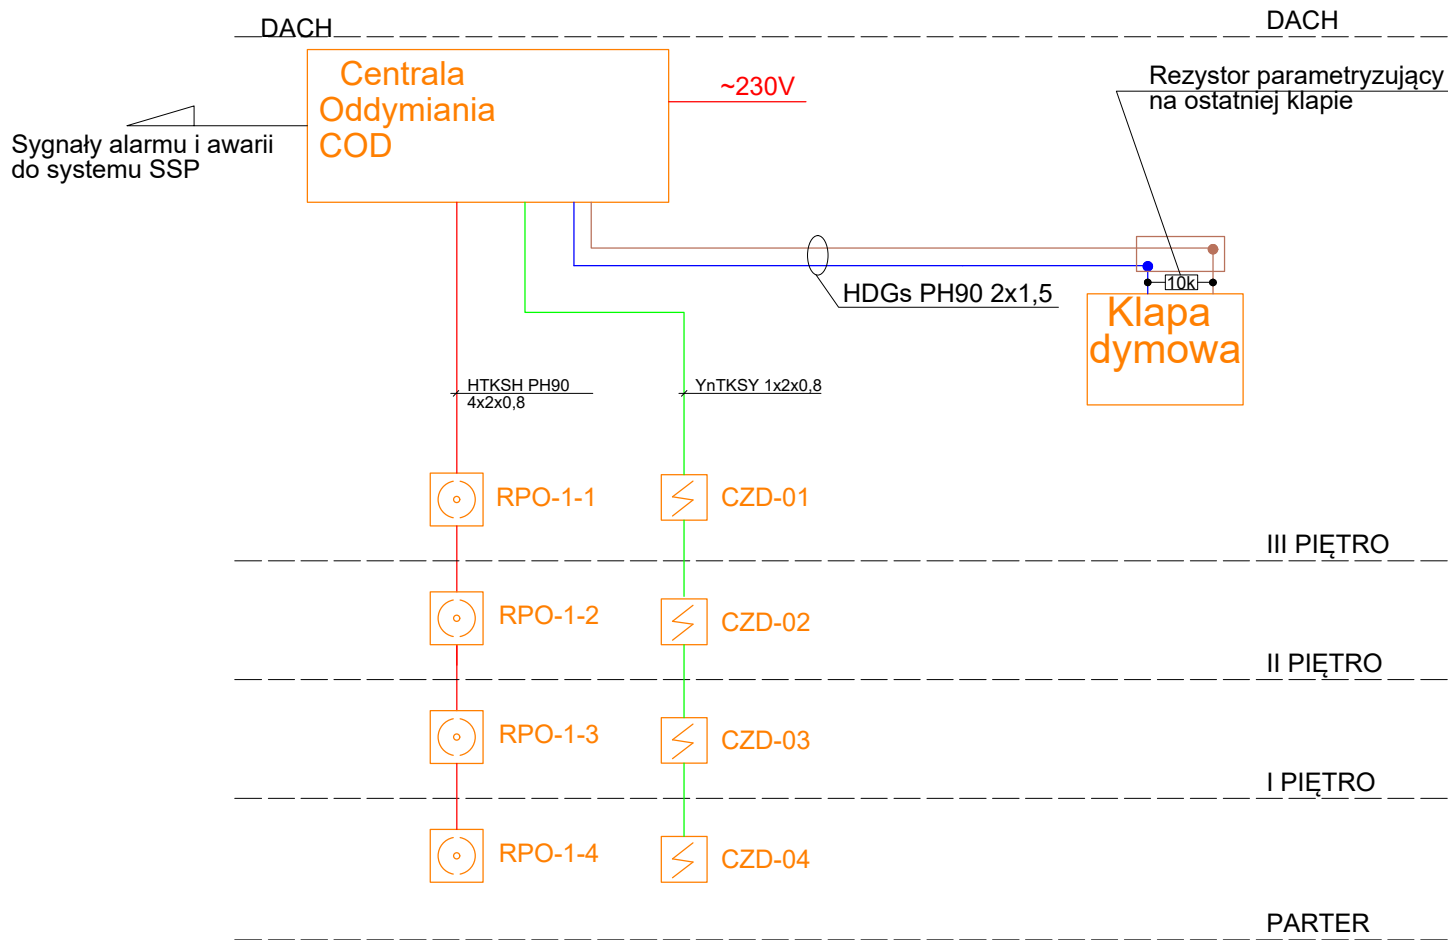 DACH
DACH
Centrala
Oddymiania
COD
~230V
Rezystor parametryzujący
na ostatniej klapie
Sygnały alarmu i awarii
do systemu SSP
HDGs PH90 2x1,5
10k
Klapa
dymowa
HTKSH PH90
4x2x0,8
YnTKSY 1x2x0,8
RPO-1-1
CZD-01
III PIĘTRO
RPO-1-2
CZD-02
II PIĘTRO
RPO-1-3
CZD-03
I PIĘTRO
RPO-1-4
CZD-04
PARTER